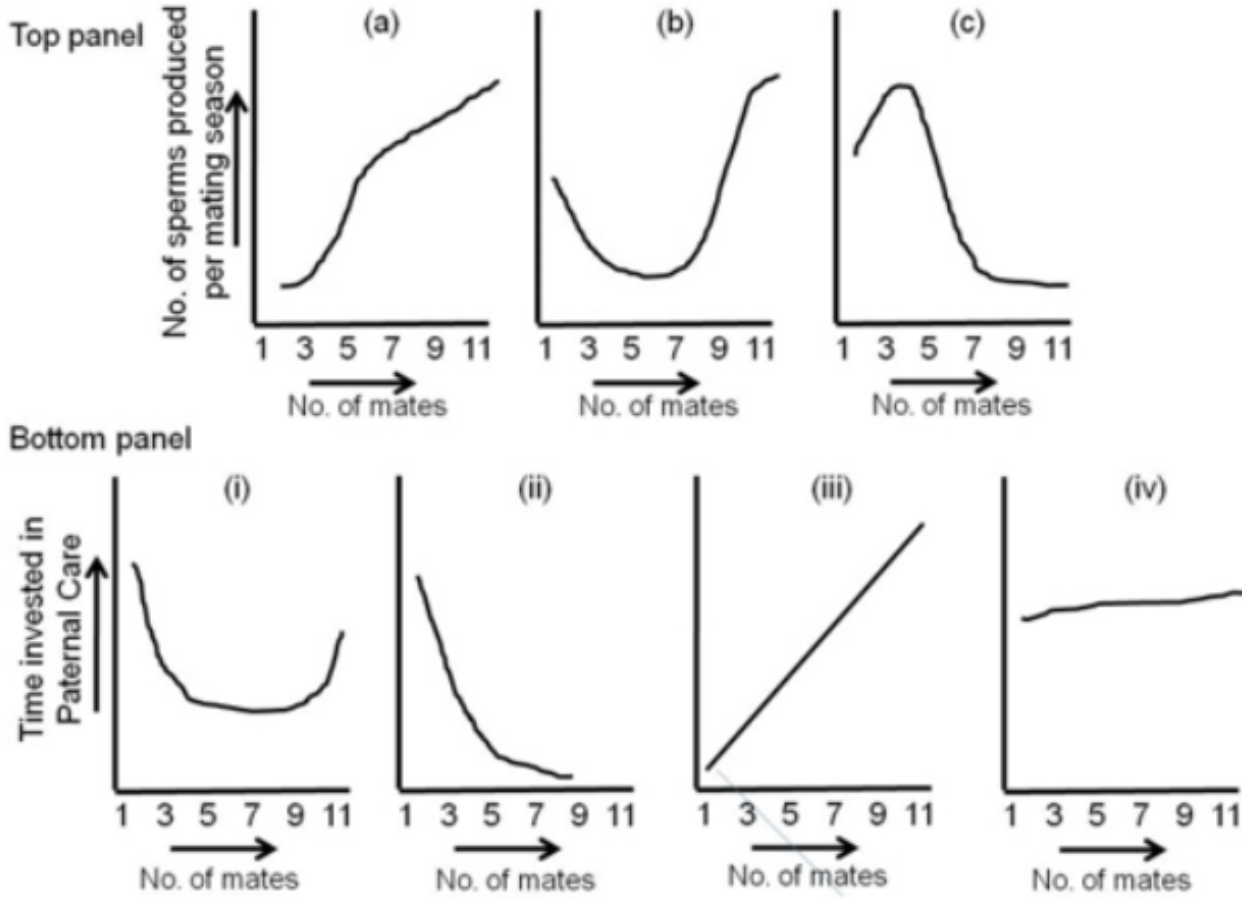 Top panel
(a)
(b)
(c)
No. of sperms produced
per mating season
1 3 5 7 9 11
1 3 5 7 9 11
1 3 5 7 9 11
No. of mates
No. of mates
No. of mates
Bottom panel
(i)
(ii)
(iii)
(iv)
Time invested in
Paternal Care
1 3 5 7 9 11
1 3 5 7 9 11
1 3 5 7 9 11
1 3 5 7 9 11
No. of mates
No. of mates
No. of mates
No. of mates